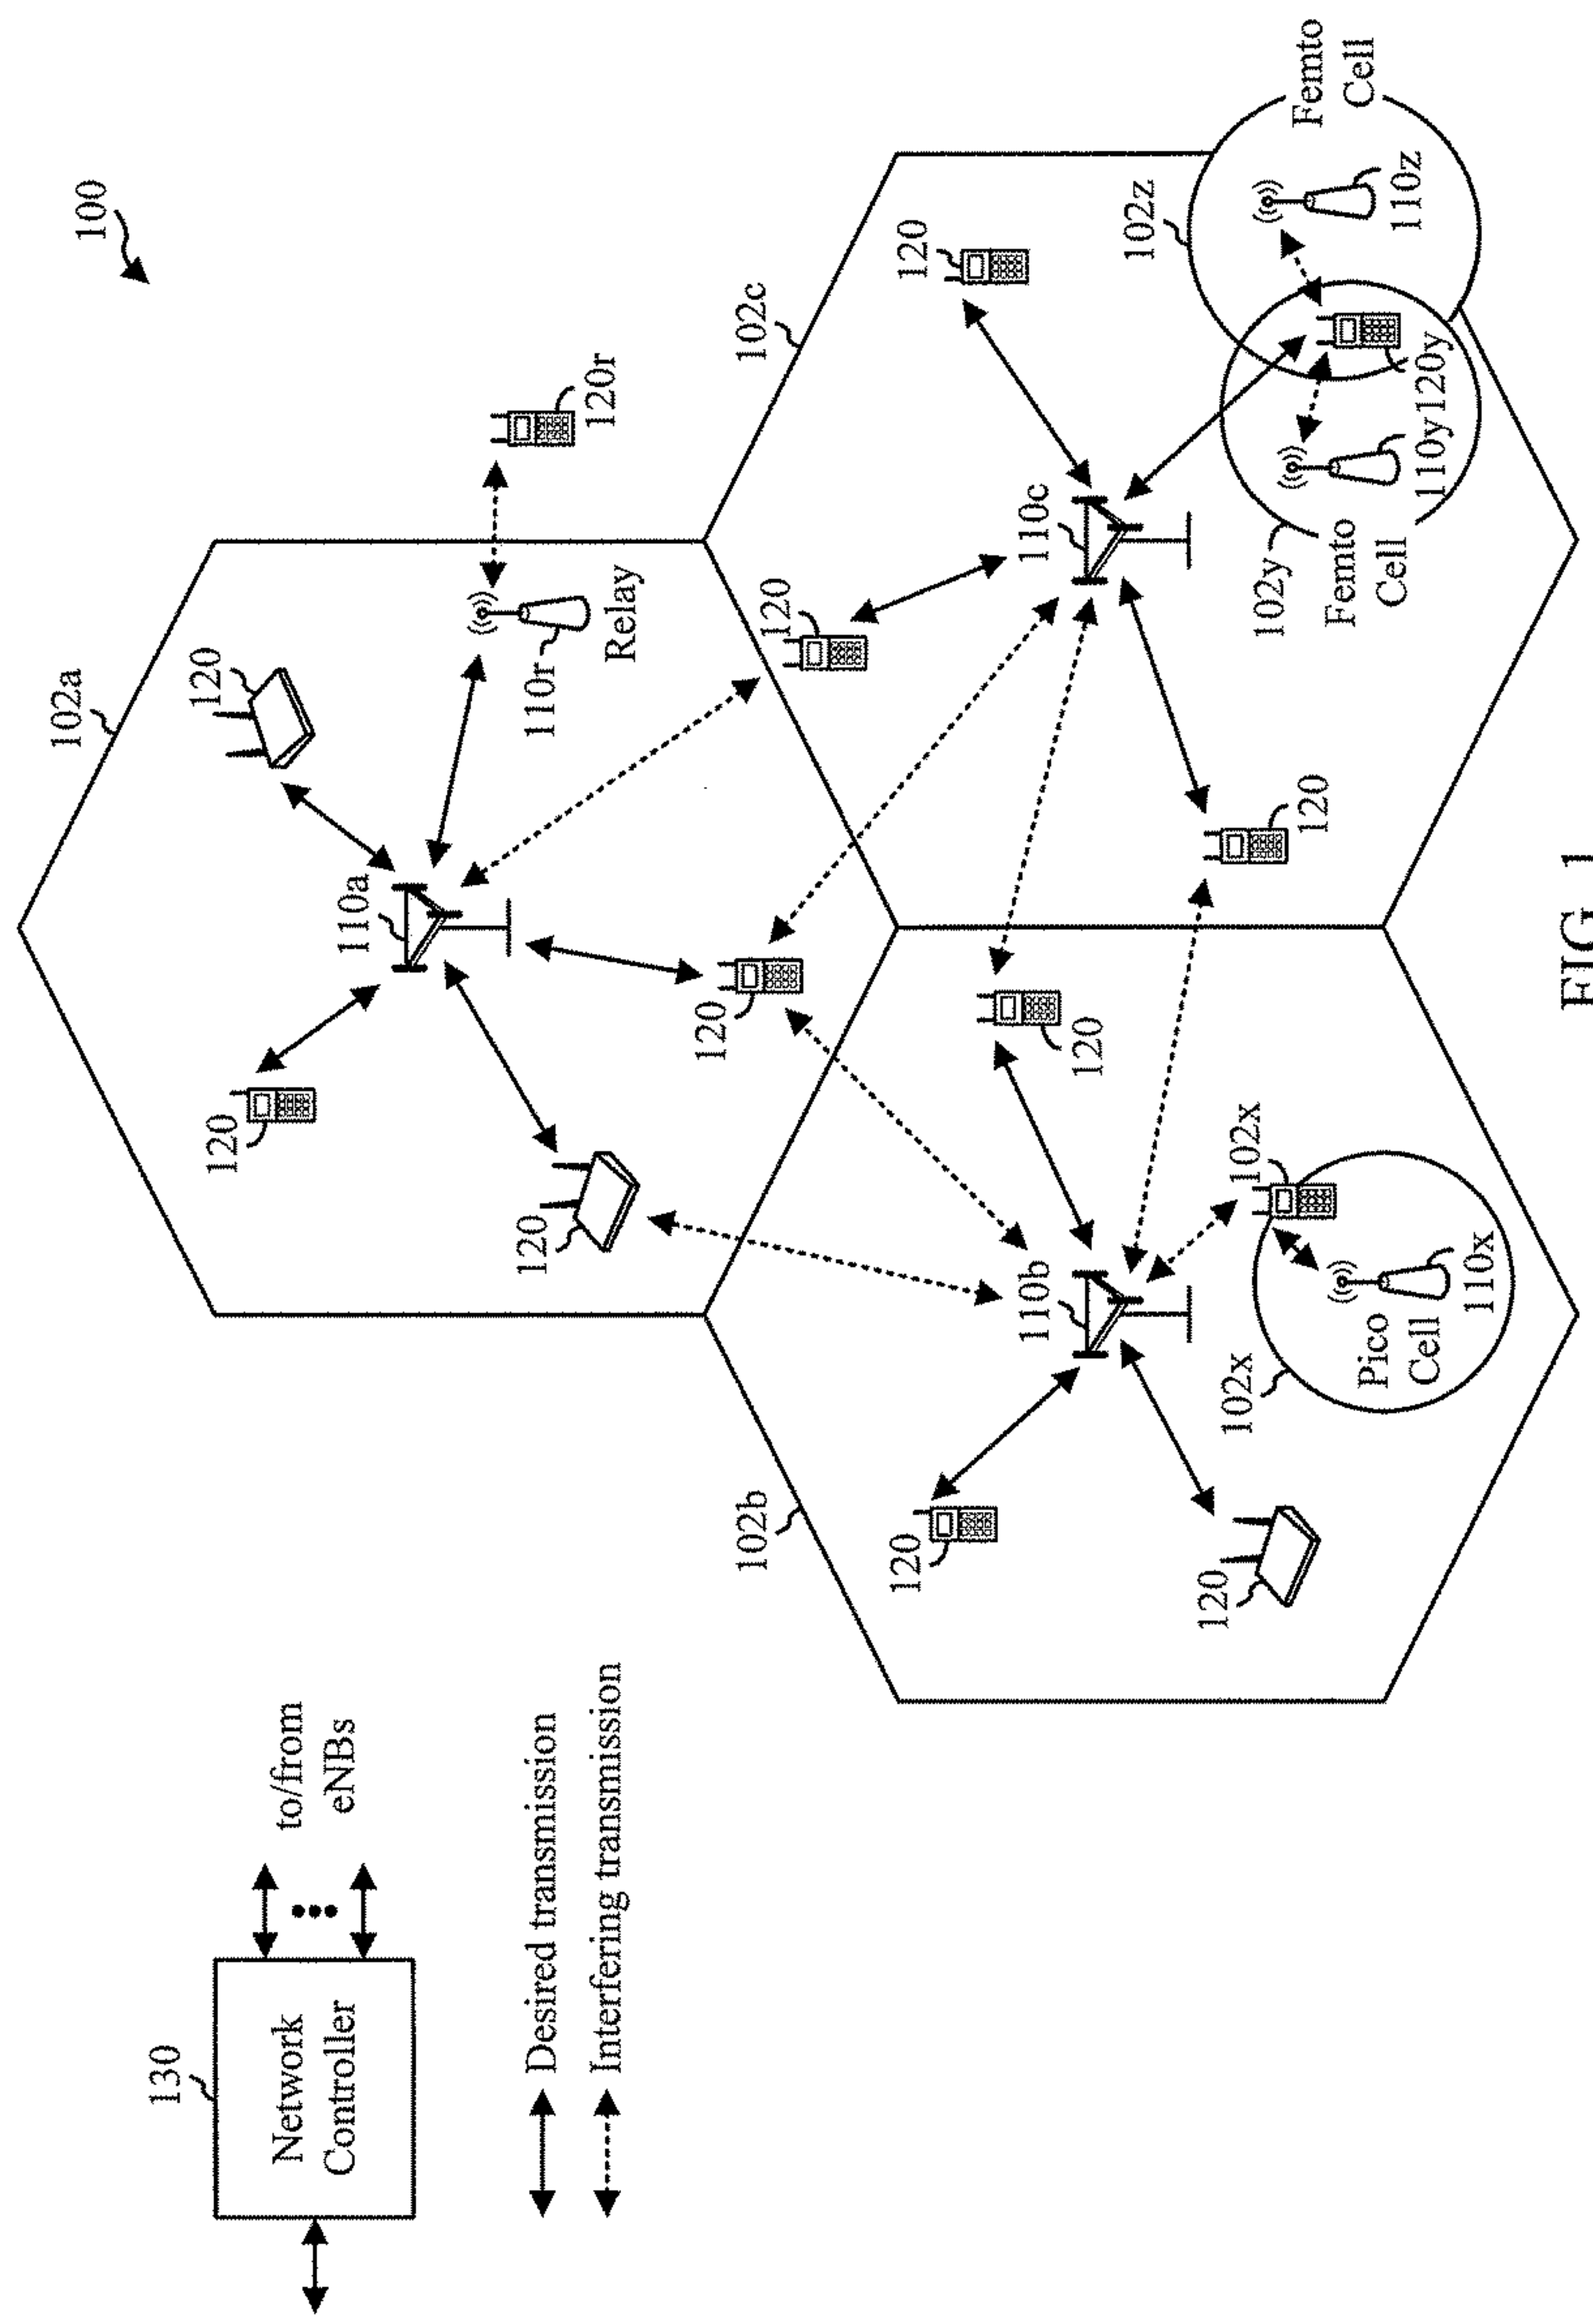 100
130
Network
Controller
to/from
eNBs
Desired transmission
Interfering transmission
102a
120
120
110a
120
110r
Relay
120r
120
120
102b
102c
120
120
110b
110c
120
120
120
120
102x
102x
Pico
Cell
110x
102y
Femto
Cell
110y
120y
102z
Femto
Cell
110z
FIG. 1